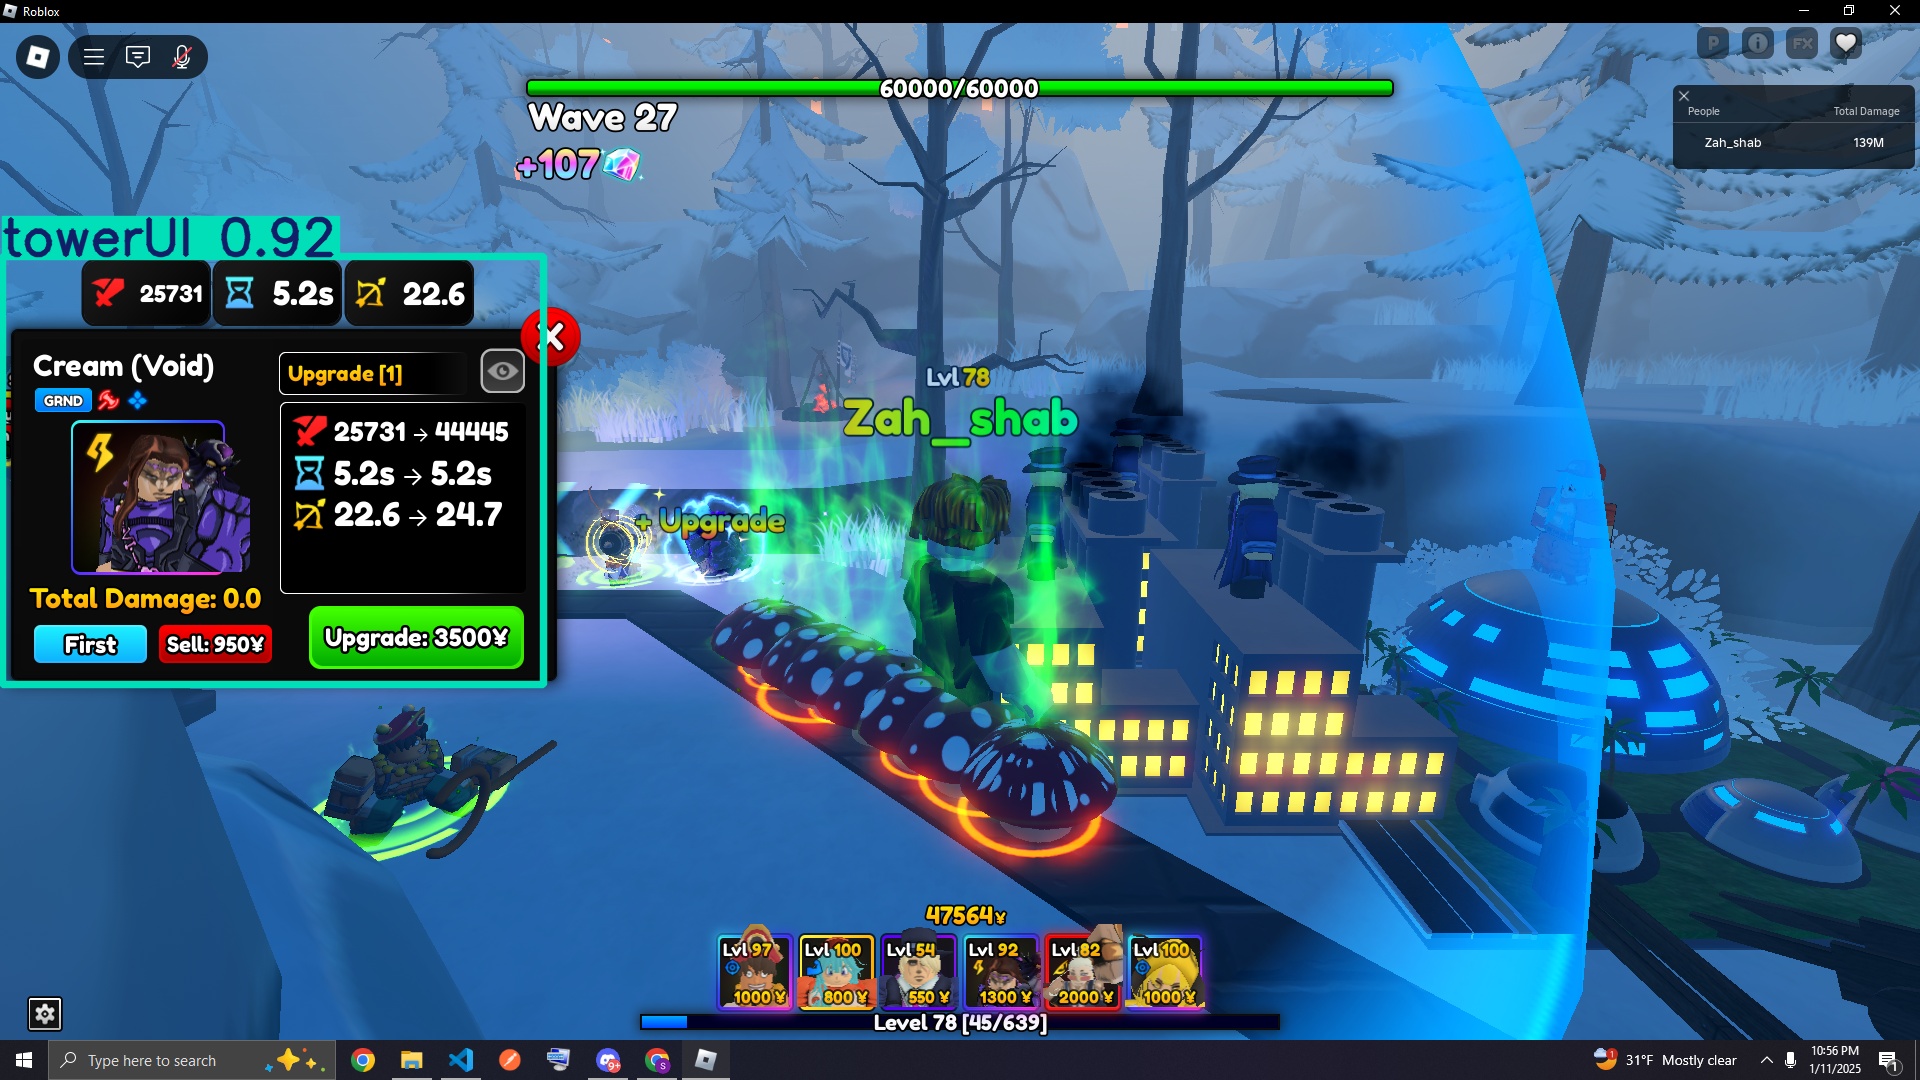 Roblox
60000/60000
Wave 27
+107
P
FX
People Total Damage
Zah_shab 139M
towerUI 0.92
25731 5.2s 22.6
Cream (Void)
GRND
Upgrade [1]
25731 → 44445
5.2s → 5.2s
22.6 → 24.7
Total Damage: 0.0
First
Sell: 950¥
Upgrade: 3500¥
Lvl 78
Zah_shab
+ Upgrade
47564¥
Lvl 97 Lvl 100 Lvl 54 Lvl 92 Lvl 82 Lvl 100
1000 ¥ 800 ¥ 550 ¥ 1300 ¥ 2000 ¥ 1000 ¥
Level 78 [45/639]
Type here to search
9+
S
1
31°F Mostly clear
10:56 PM
1/11/2025
1